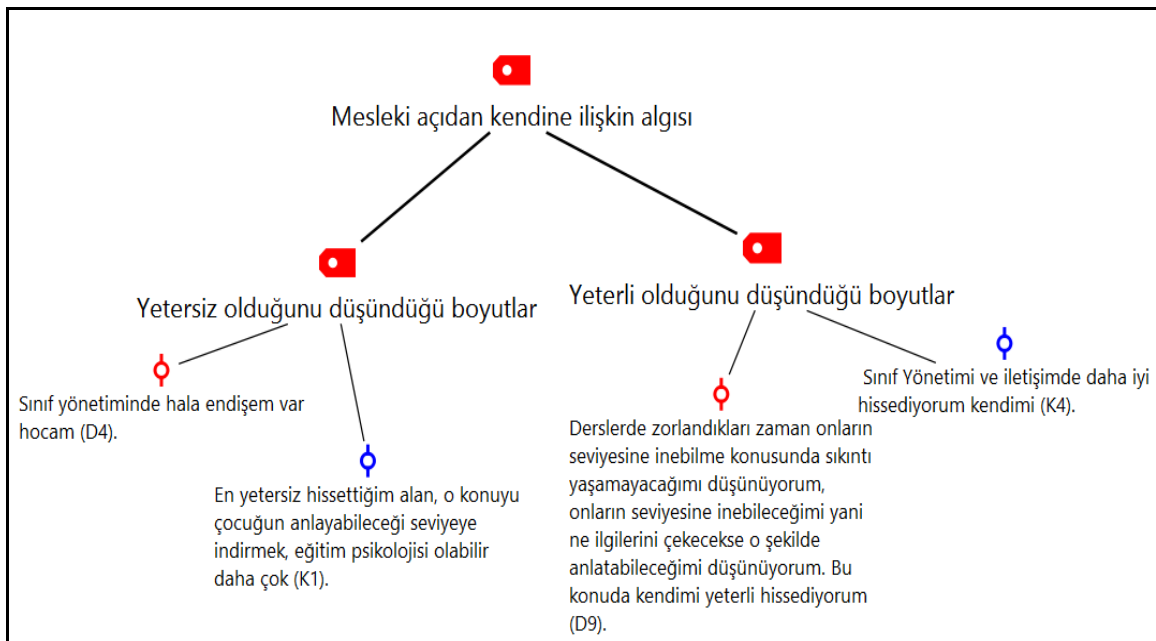 Mesleki açıdan kendine ilişkin algısı
Yetersiz olduğunu düşündüğü boyutlar
Yeterli olduğunu düşündüğü boyutlar
Sınıf yönetiminde hala endişem var
hocam (D4).
En yetersiz hissettiğim alan, o konuyu
çocuğun anlayabileceği seviyeye
indirmek, eğitim psikolojisi olabilir
daha çok (K1).
Derslerde zorlandıkları zaman onların
seviyesine inebilme konusunda sıkıntı
yaşamayacağımı düşünüyorum,
onların seviyesine inebileceğimi yani
ne ilgilerini çekecekse o şekilde
anlatabileceğimi düşünüyorum. Bu
konuda kendimi yeterli hissediyorum
(D9).
Sınıf Yönetimi ve iletişimde daha iyi
hissediyorum kendimi (K4).